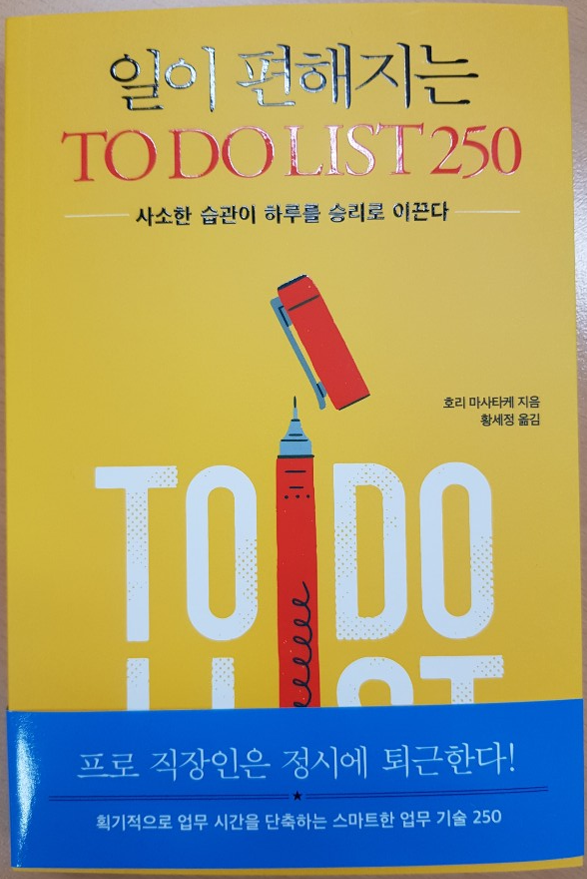 일이 편해지는
TO DO LIST 250
사소한 습관이 하루를 승리로 이끈다
호리 마사타케 지음
황세정 옮김
TO DO
LIST
프로 직장인은 정시에 퇴근한다!
획기적으로 업무 시간을 단축하는 스마트한 업무 기술 250